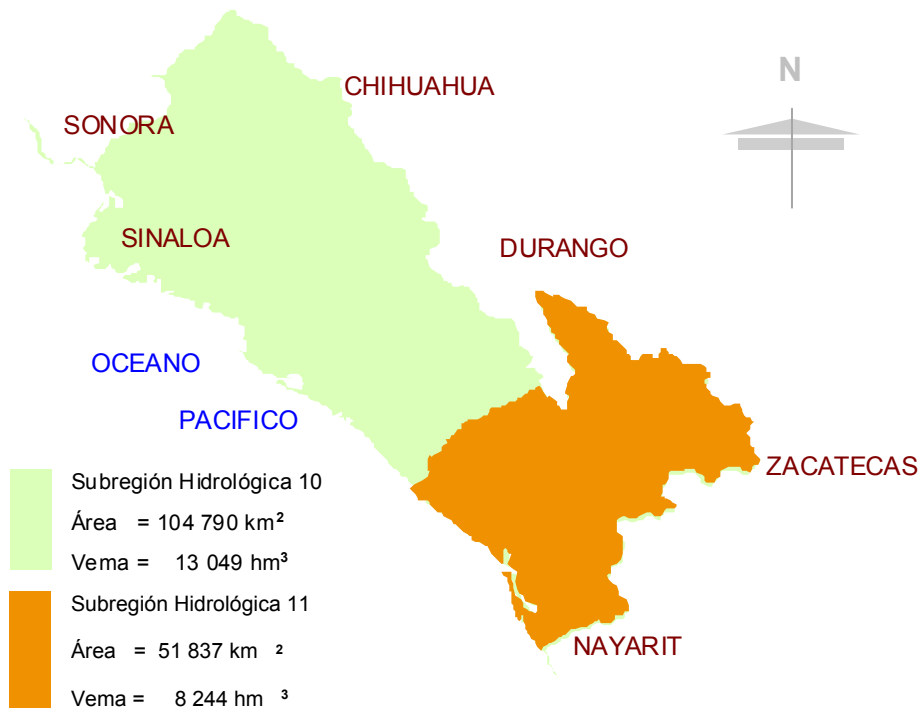 N
CHIHUAHUA
SONORA
SINALOA
DURANGO
OCEANO
PACIFICO
ZACATECAS
NAYARIT
Subregión Hidrológica 10
Área = 104 790 km²
Vema = 13 049 hm³
Subregión Hidrológica 11
Área = 51 837 km ²
Vema = 8 244 hm ³